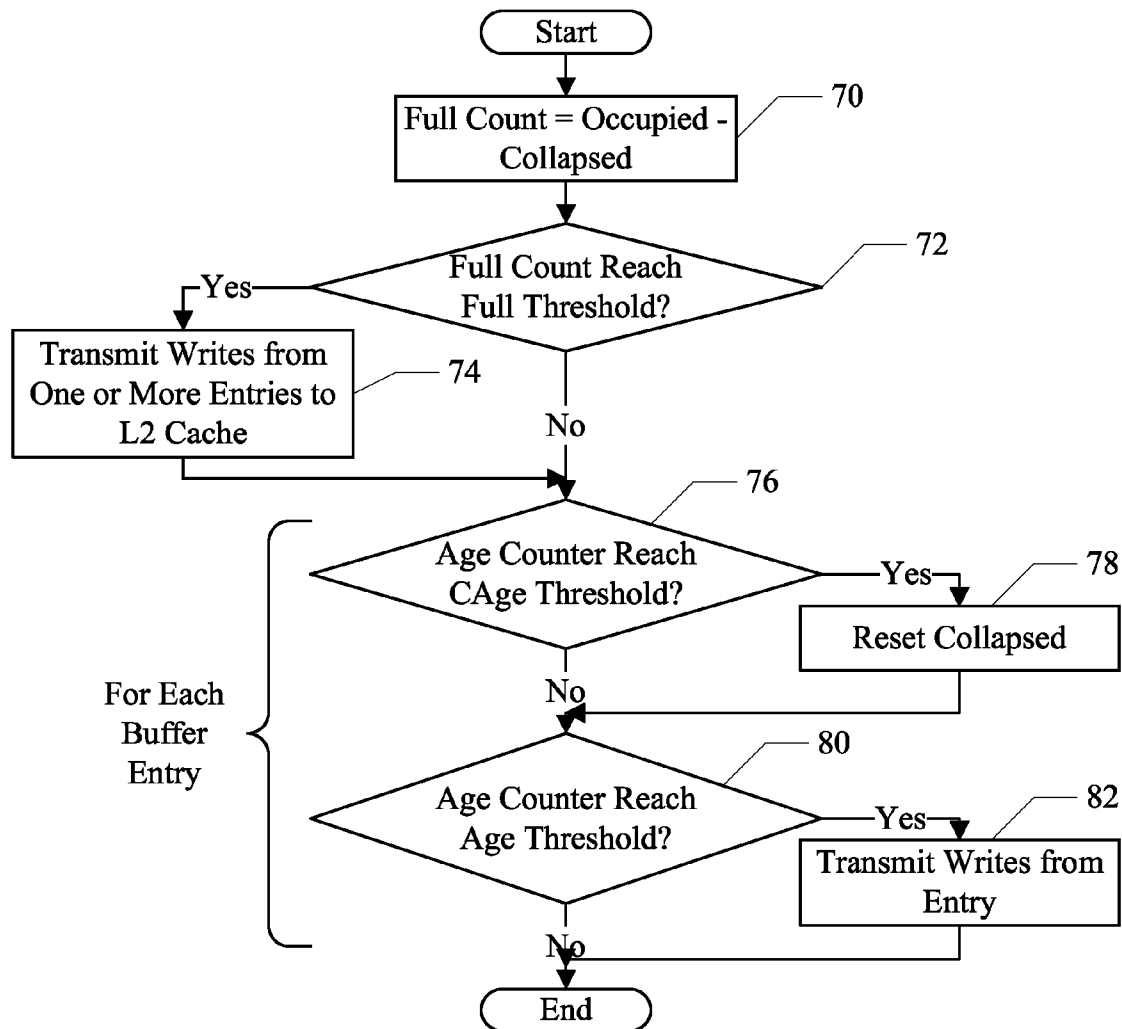 Start
70
Full Count = Occupied -
Collapsed
72
Full Count Reach
Full Threshold?
Yes
Transmit Writes from
One or More Entries to
L2 Cache
74
No
76
Age Counter Reach
CAge Threshold?
Yes
78
Reset Collapsed
No
For Each
Buffer
Entry
80
Age Counter Reach
Age Threshold?
Yes
82
Transmit Writes from
Entry
No
End